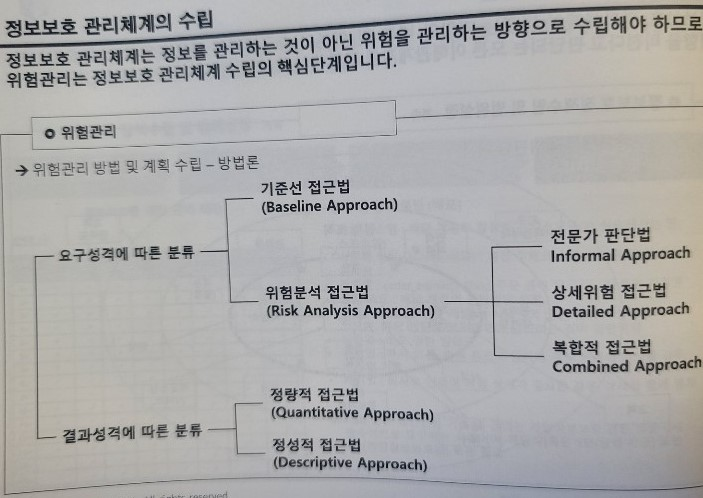 정보보호 관리체계의 수립
정보보호 관리체계는 정보를 관리하는 것이 아닌 위험을 관리하는 방향으로 수립해야 하므로
위험관리는 정보보호 관리체계 수립의 핵심단계입니다.
위험관리
→ 위험관리 방법 및 계획 수립 – 방법론
기준선 접근법
(Baseline Approach)
요구성격에 따른 분류
위험분석 접근법
(Risk Analysis Approach)
전문가 판단법
Informal Approach
상세위험 접근법
Detailed Approach
복합적 접근법
Combined Approach
정량적 접근법
(Quantitative Approach)
결과성격에 따른 분류
정성적 접근법
(Descriptive Approach)
All rights reserved